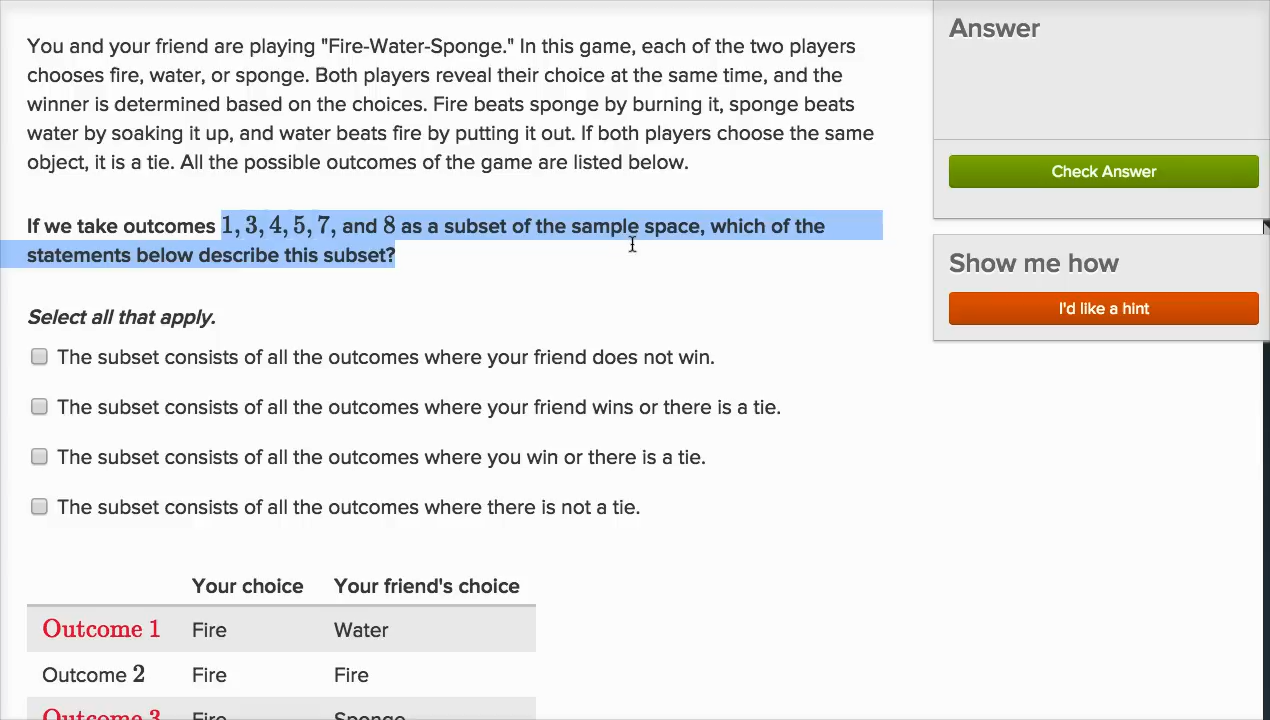 You and your friend are playing "Fire-Water-Sponge." In this game, each of the two players
chooses fire, water, or sponge. Both players reveal their choice at the same time, and the
winner is determined based on the choices. Fire beats sponge by burning it, sponge beats
water by soaking it up, and water beats fire by putting it out. If both players choose the same
object, it is a tie. All the possible outcomes of the game are listed below.
If we take outcomes 1, 3, 4, 5, 7, and 8 as a subset of the sample space, which of the
statements below describe this subset?
Select all that apply.
The subset consists of all the outcomes where your friend does not win.
The subset consists of all the outcomes where your friend wins or there is a tie.
The subset consists of all the outcomes where you win or there is a tie.
The subset consists of all the outcomes where there is not a tie.
Your choice Your friend's choice
Outcome 1 Fire Water
Outcome 2 Fire Fire
Outcome 3 Fire Sponge
Answer
Check Answer
Show me how
I'd like a hint